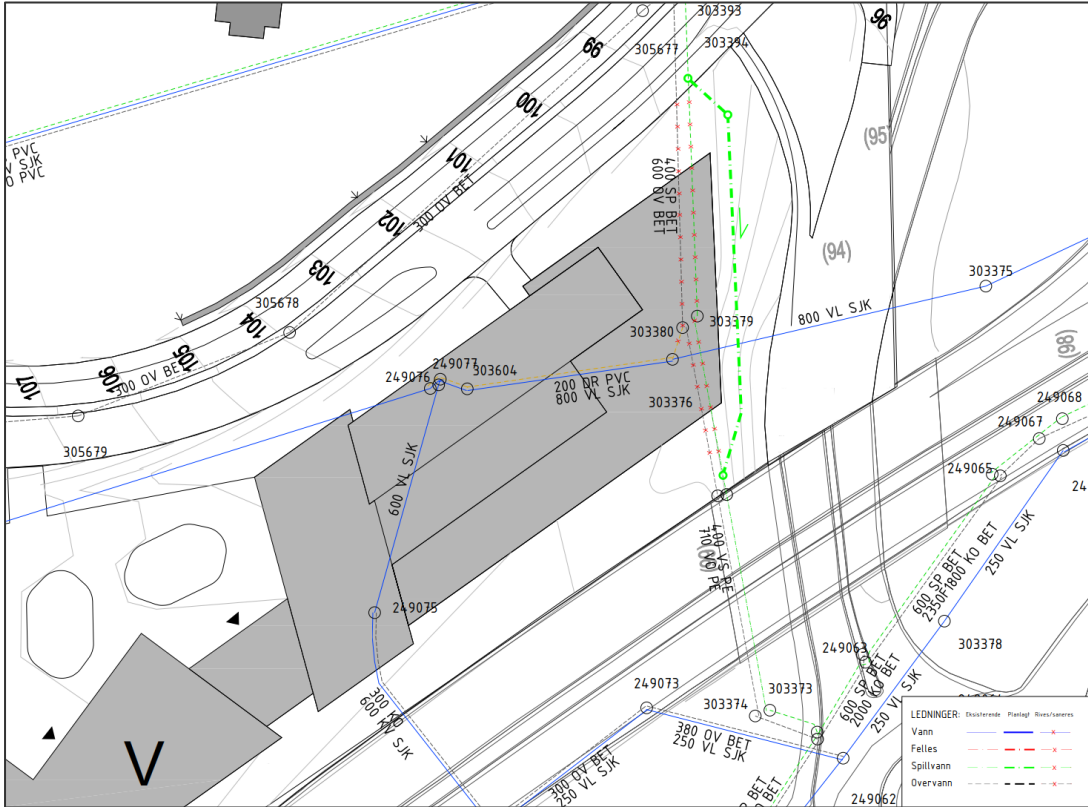 303393
305677
303394
96
99
100
101
102
103
104
105
106
107
PVC
V SJK
0 PVC
300 OV BET
400 SP BET
600 OV BET
(95)
(94)
303375
800 VL SJK
305678
303380
303379
249077
249076
303604
200 DR PVC
800 VL SJK
303376
(98)
300 OV BET
305679
600 VL SJK
249068
249067
249065
24
400 VS PE
710 VO PE
250 VL SJK
600 SP BET
2350F1800 KO BET
249075
249063
303378
600 SP BET
2000 KO BET
250 VL SJK
300 KO
600 VL SJK
249073
303374
303373
380 OV BET
250 VL SJK
300 OV BET
250 VL SJK
249062
V
LEDNINGER: Eksisterende Planlagt Rives/saneres
Vann
Felles
Spillvann
Overvann